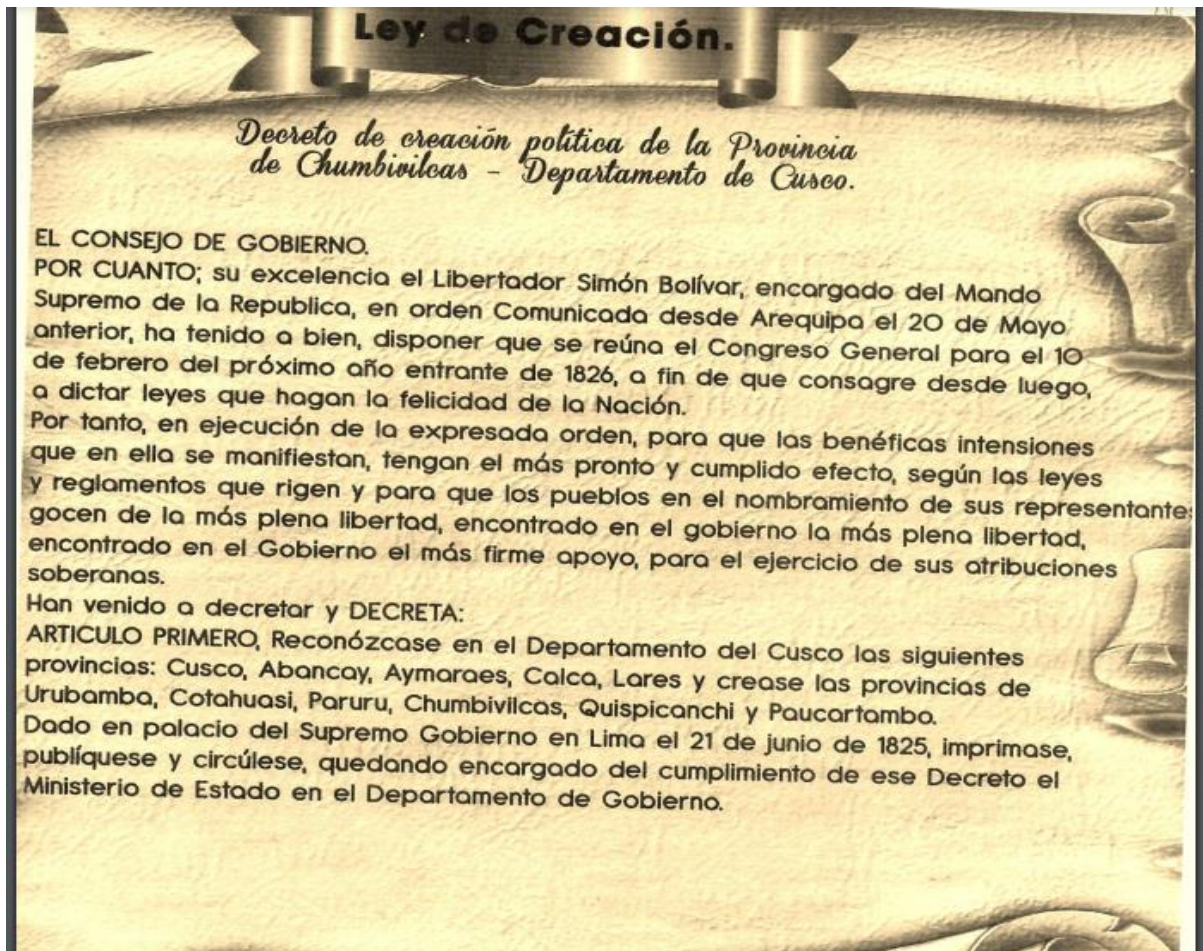 Ley de Creación.
Decreto de creación política de la Provincia
de Chumbivilcas - Departamento de Cusco.
EL CONSEJO DE GOBIERNO.
POR CUANTO; su excelencia el Libertador Simón Bolívar, encargado del Mando
Supremo de la Republica, en orden Comunicada desde Arequipa el 20 de Mayo
anterior, ha tenido a bien, disponer que se reúna el Congreso General para el 10
de febrero del próximo año entrante de 1826, a fin de que consagre desde luego,
a dictar leyes que hagan la felicidad de la Nación.
Por tanto, en ejecución de la expresada orden, para que las benéficas intensiones
que en ella se manifiestan, tengan el más pronto y cumplido efecto, según las leyes
y reglamentos que rigen y para que los pueblos en el nombramiento de sus representantes
gocen de la más plena libertad, encontrado en el gobierno la más plena libertad,
encontrado en el Gobierno el más firme apoyo, para el ejercicio de sus atribuciones
soberanas.
Han venido a decretar y DECRETA:
ARTICULO PRIMERO, Reconózcase en el Departamento del Cusco las siguientes
provincias: Cusco, Abancay, Aymaraes, Calca, Lares y crease las provincias de
Urubamba, Cotahuasi, Paruru, Chumbivilcas, Quispicanchi y Paucartambo.
Dado en palacio del Supremo Gobierno en Lima el 21 de junio de 1825, imprimase,
publíquese y circúlese, quedando encargado del cumplimiento de ese Decreto el
Ministerio de Estado en el Departamento de Gobierno.